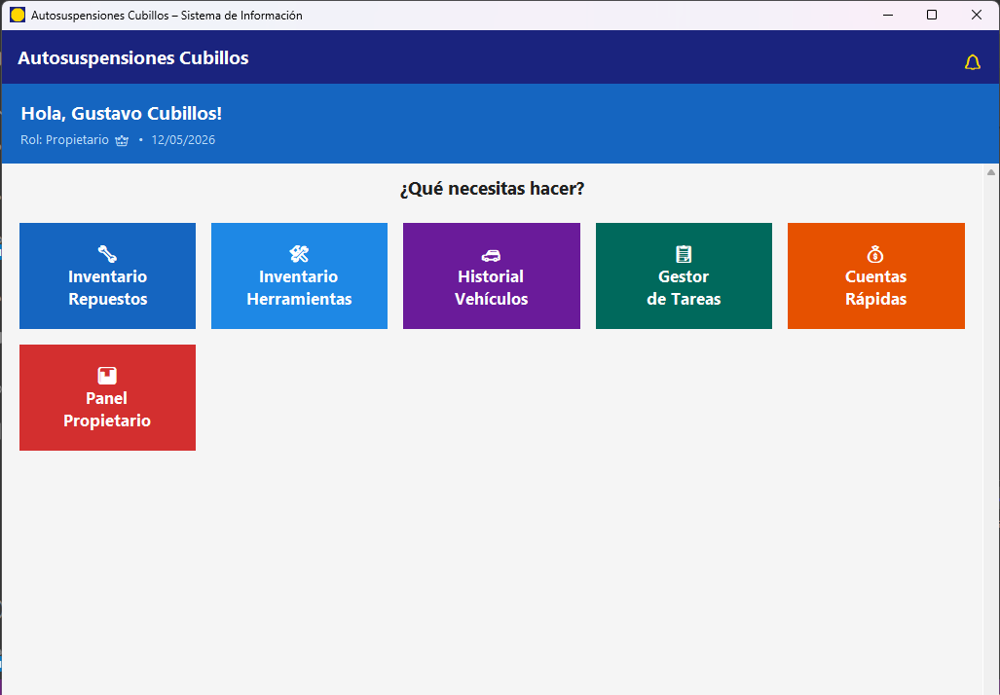 Autosuspensiones Cubillos – Sistema de Información
Autosuspensiones Cubillos
Hola, Gustavo Cubillos!
Rol: Propietario • 12/05/2026
¿Qué necesitas hacer?
Inventario
Repuestos
Inventario
Herramientas
Historial
Vehículos
Gestor
de Tareas
Cuentas
Rápidas
Panel
Propietario